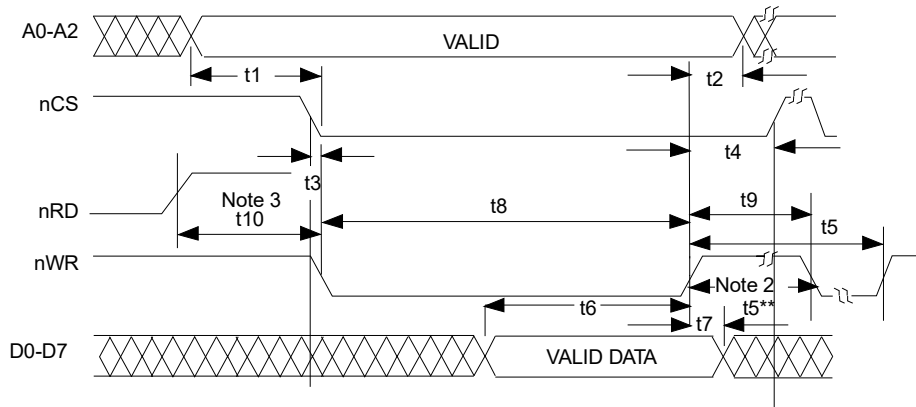 A0-A2
VALID
t1
t2
nCS
t3
t4
nRD
Note 3
t10
t8
t9
t5
nWR
Note 2
t6
t5**
t7
D0-D7
VALID DATA